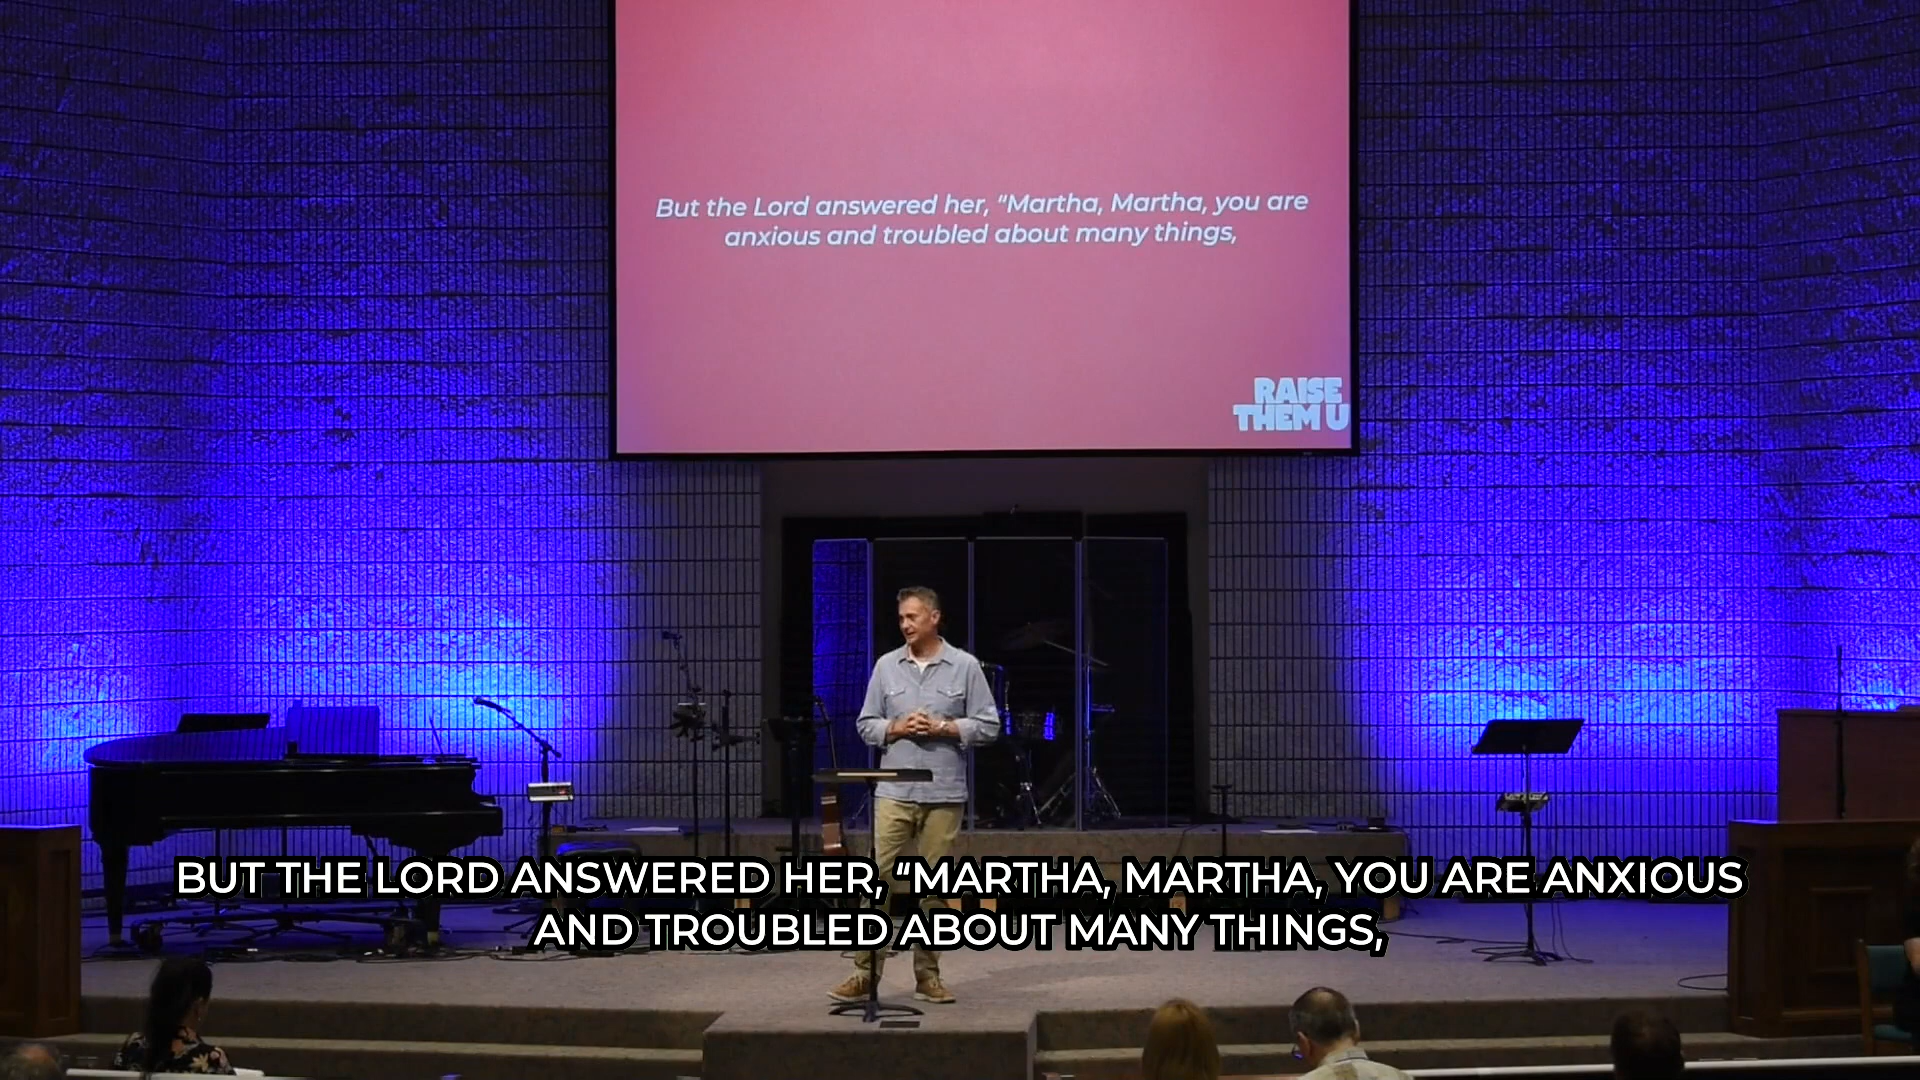 But the Lord answered her, “Martha, Martha, you are
anxious and troubled about many things,
RAISE
THEM U
BUT THE LORD ANSWERED HER, “MARTHA, MARTHA, YOU ARE ANXIOUS
AND TROUBLED ABOUT MANY THINGS,